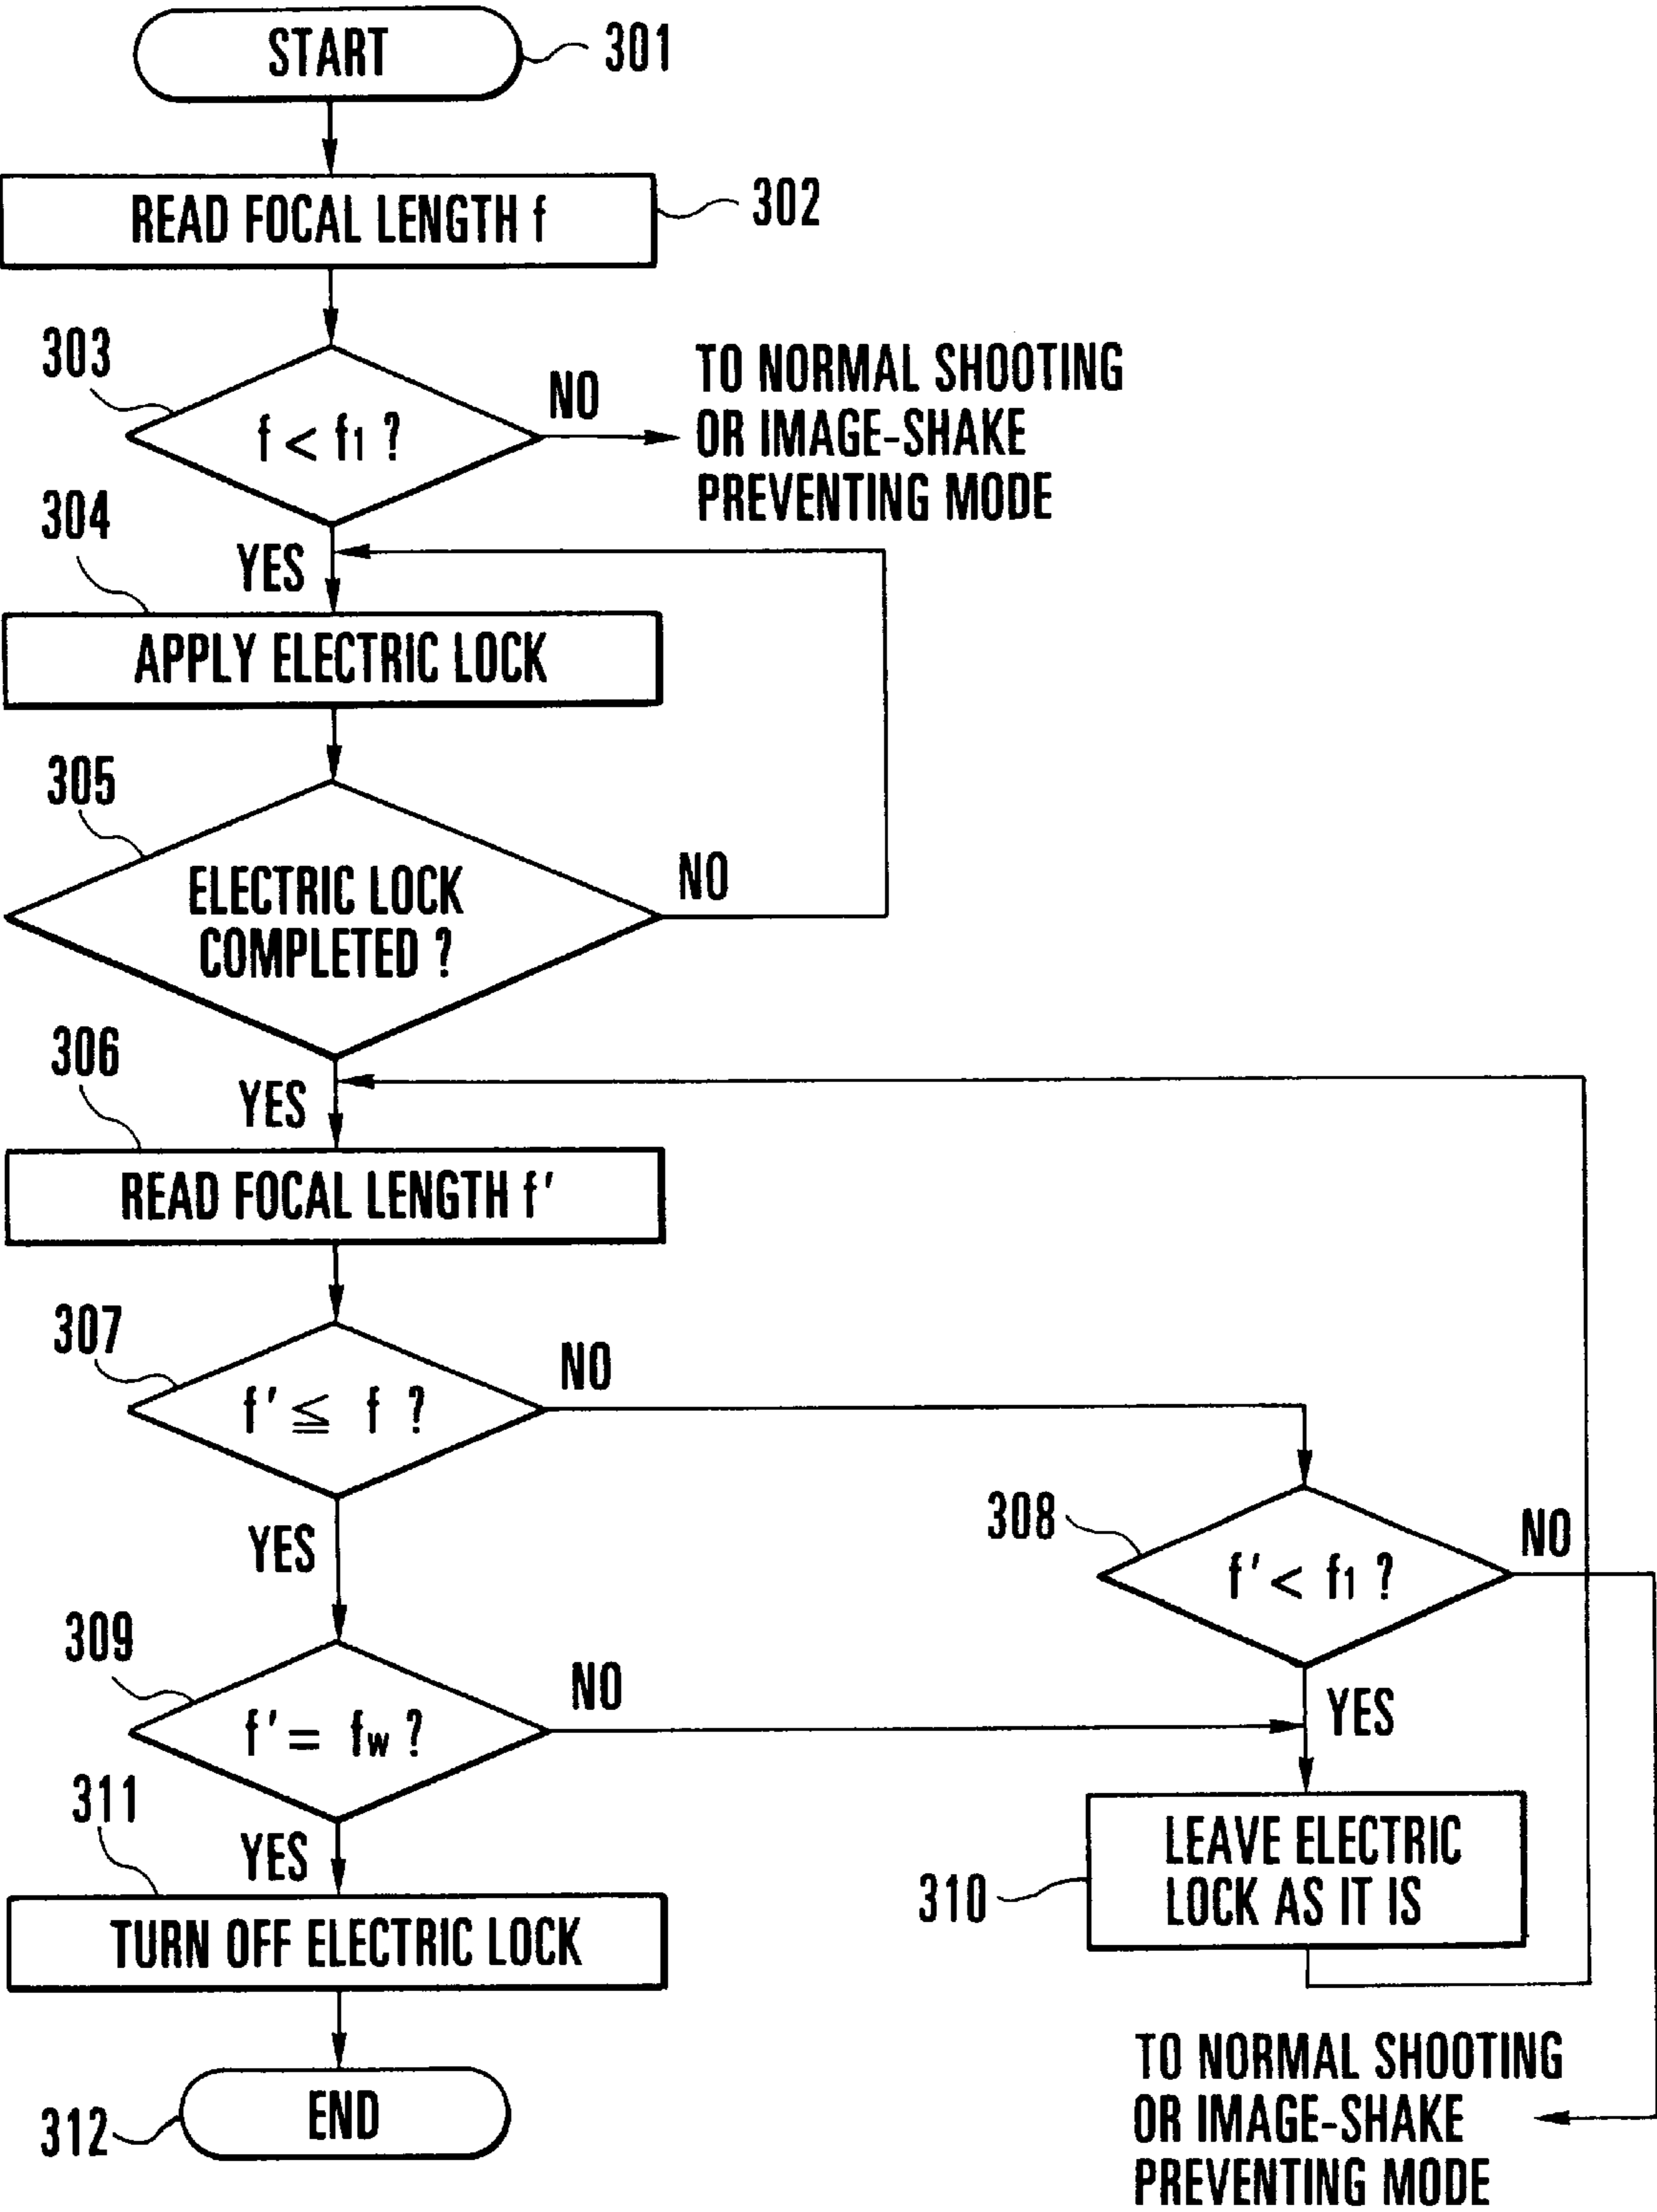 START
301
READ FOCAL LENGTH f
302
303
f < f1 ?
NO
TO NORMAL SHOOTING
OR IMAGE-SHAKE
PREVENTING MODE
304
YES
APPLY ELECTRIC LOCK
305
ELECTRIC LOCK
COMPLETED ?
NO
306
YES
READ FOCAL LENGTH f'
307
f' ≦ f ?
NO
YES
308
f' < f1 ?
NO
YES
309
f' = fw ?
NO
311
YES
310
LEAVE ELECTRIC
LOCK AS IT IS
TURN OFF ELECTRIC LOCK
312
END
TO NORMAL SHOOTING
OR IMAGE-SHAKE
PREVENTING MODE